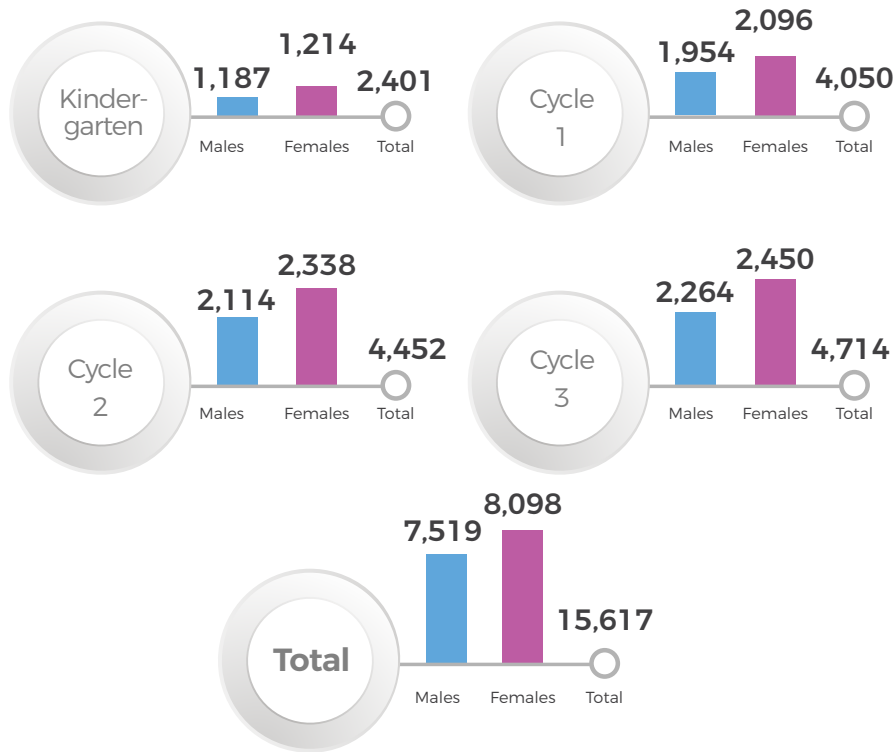 Kinder-
garten
1,187
1,214
2,401
Males
Females
Total
Cycle
1
1,954
2,096
4,050
Males
Females
Total
Cycle
2
2,114
2,338
4,452
Males
Females
Total
Cycle
3
2,264
2,450
4,714
Males
Females
Total
Total
7,519
8,098
15,617
Males
Females
Total